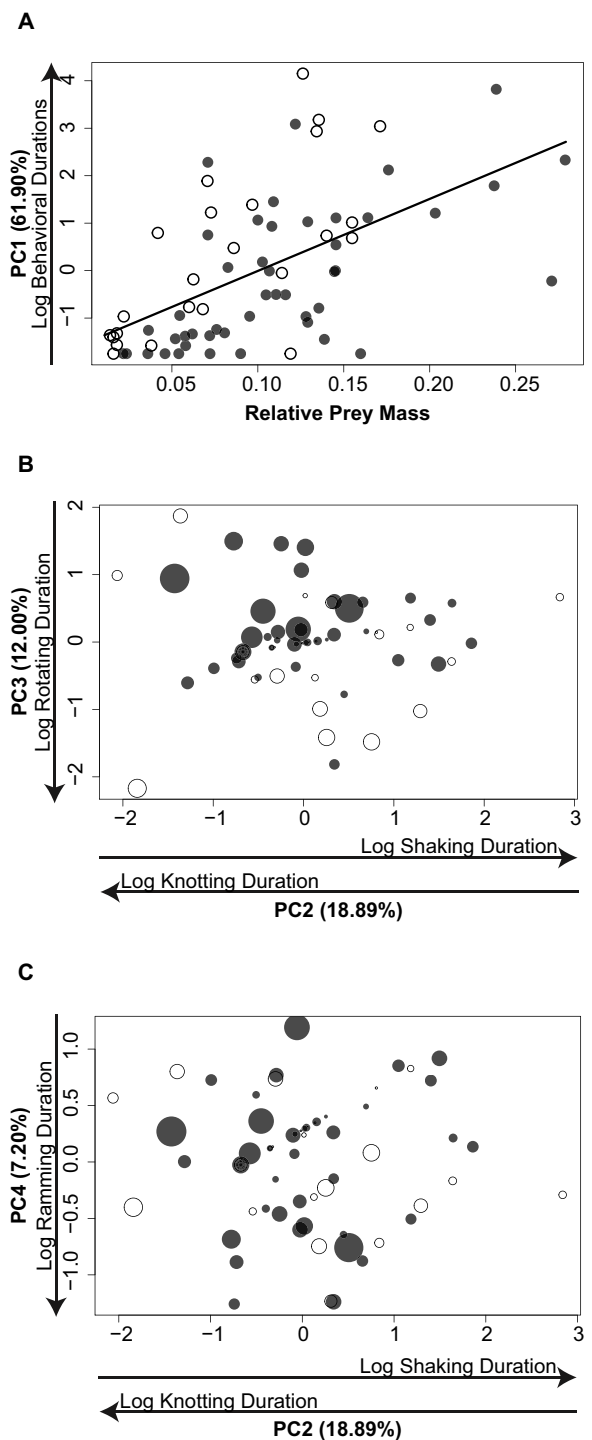 A
PC1 (61.90%)
Log Behavioral Durations
4
3
2
1
0
−1
0.05 0.10 0.15 0.20 0.25
Relative Prey Mass
B
PC3 (12.00%)
Log Rotating Duration
2
1
0
−1
−2
−2 −1 0 1 2 3
Log Shaking Duration
Log Knotting Duration
PC2 (18.89%)
C
PC4 (7.20%)
Log Ramming Duration
1.0
0.5
0.0
−0.5
−1.0
−2 −1 0 1 2 3
Log Shaking Duration
Log Knotting Duration
PC2 (18.89%)